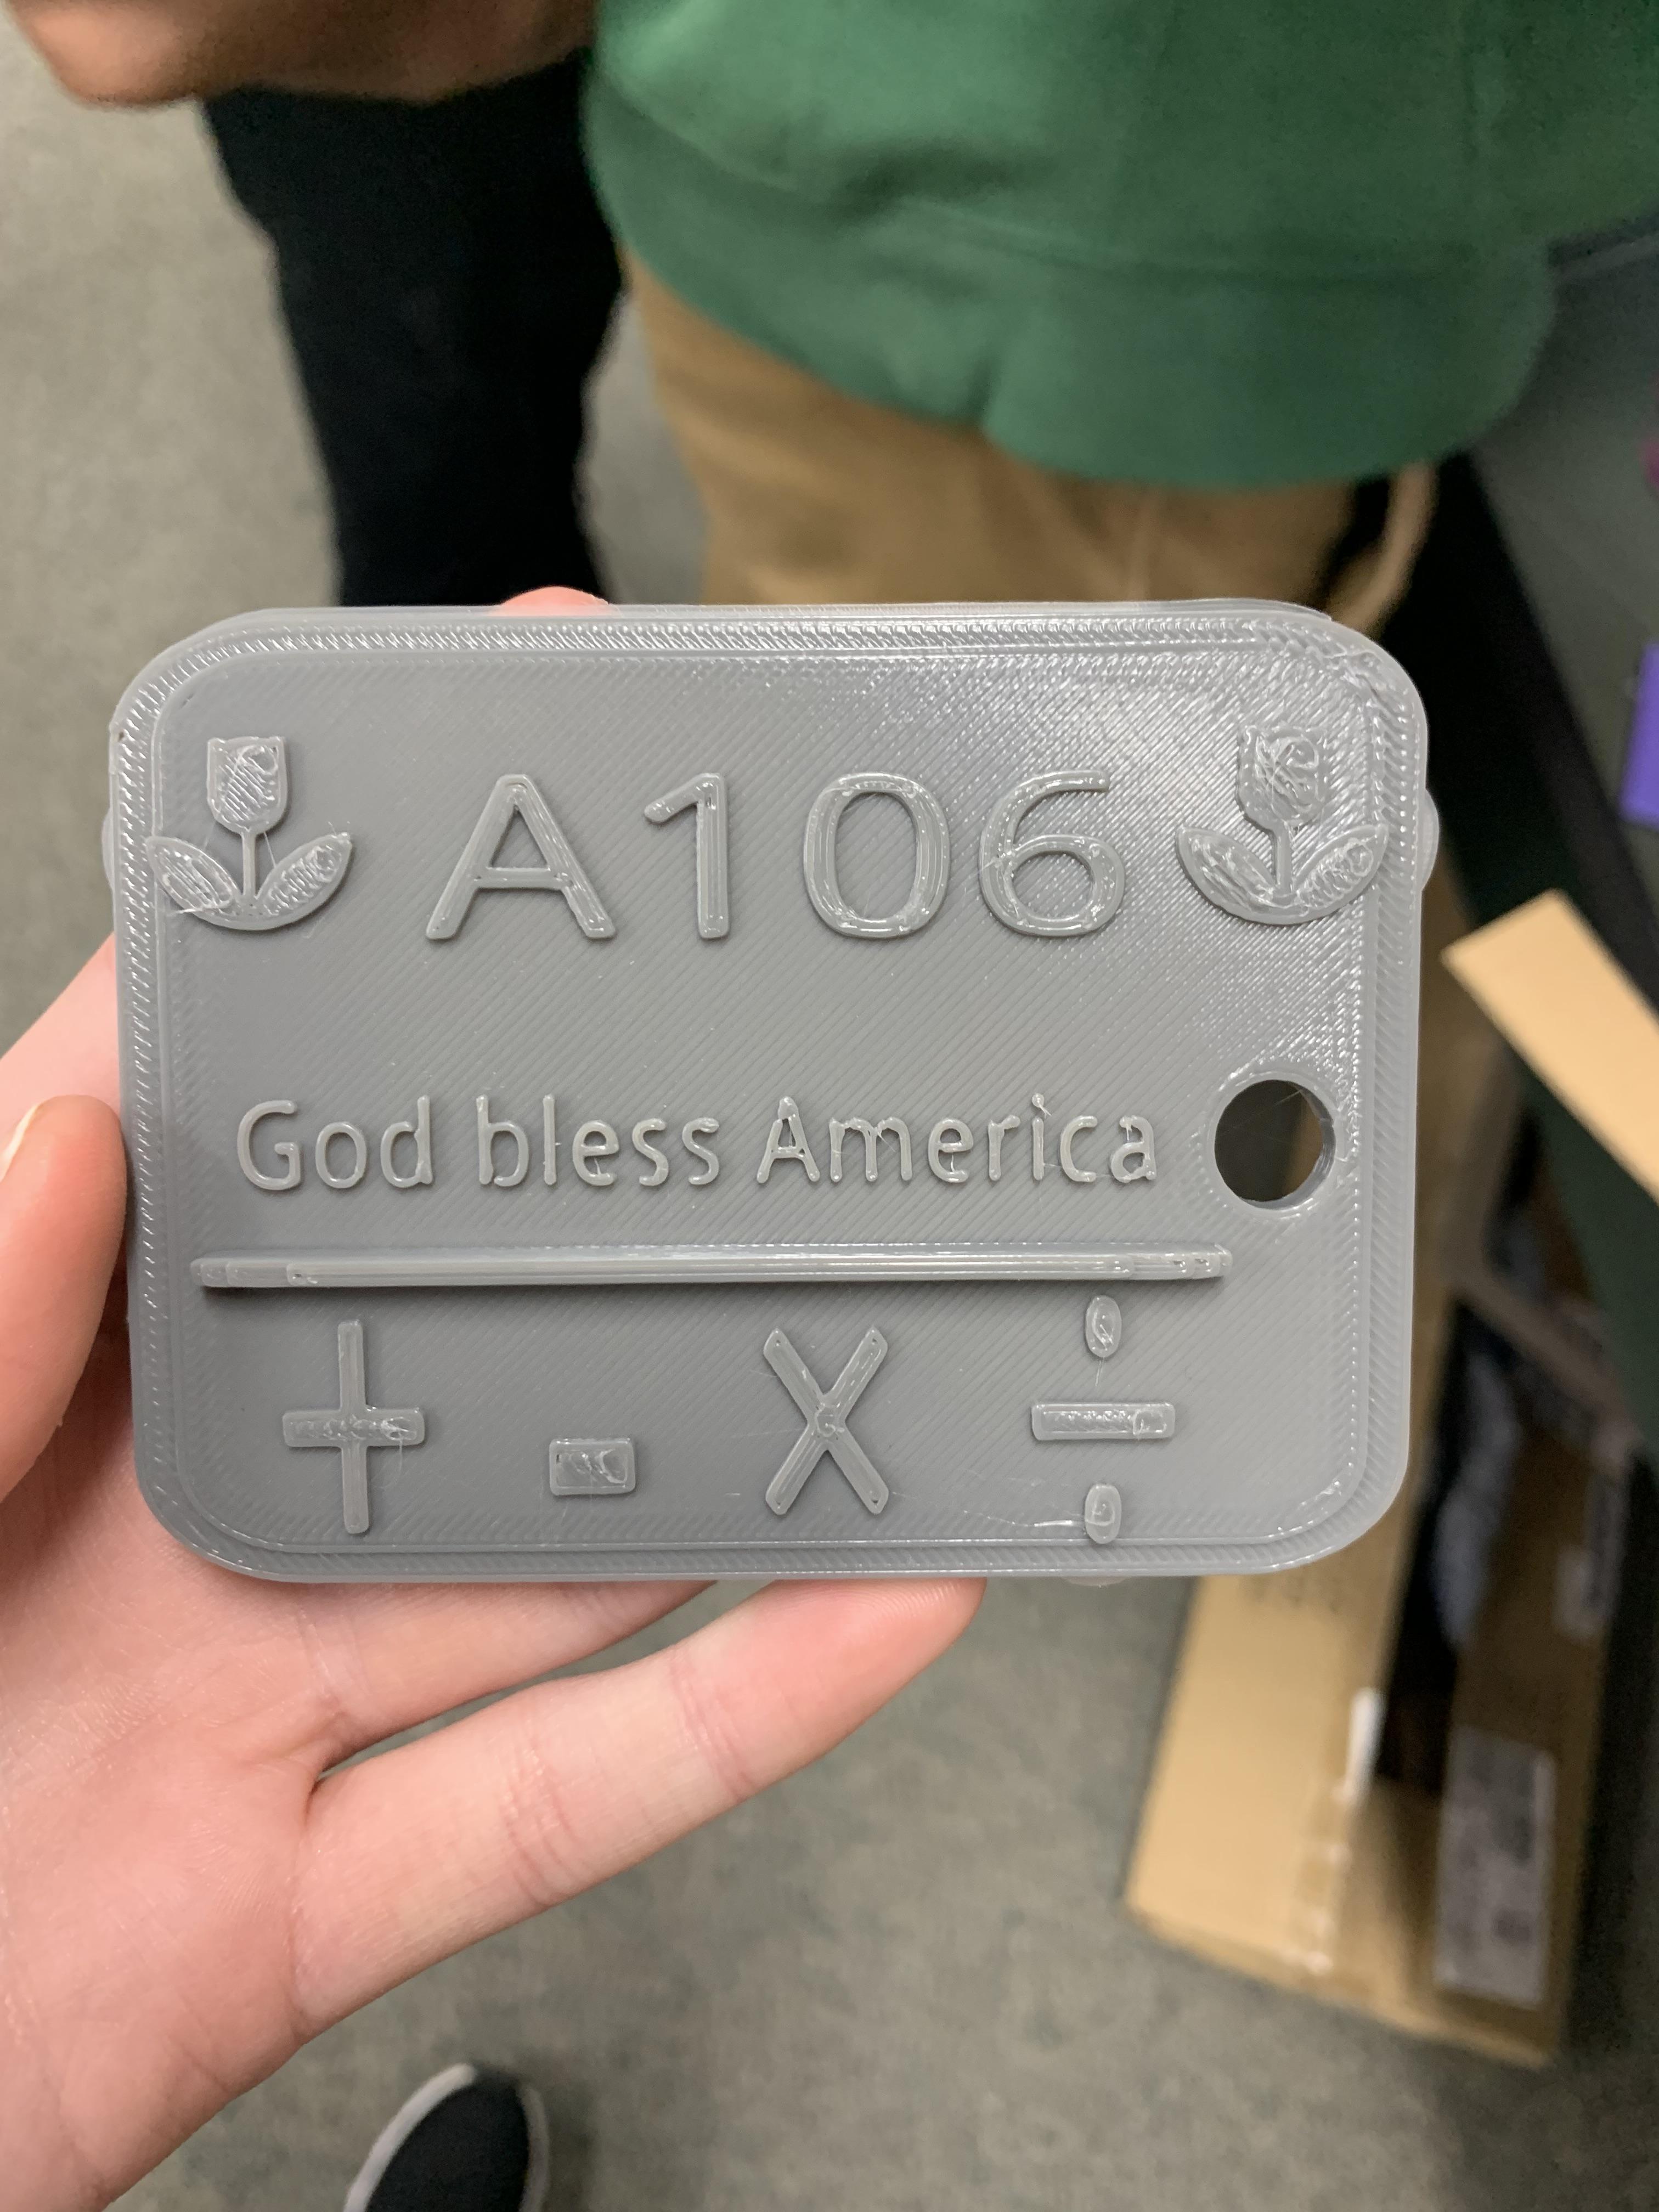 A106
God bless America
+ - X ÷